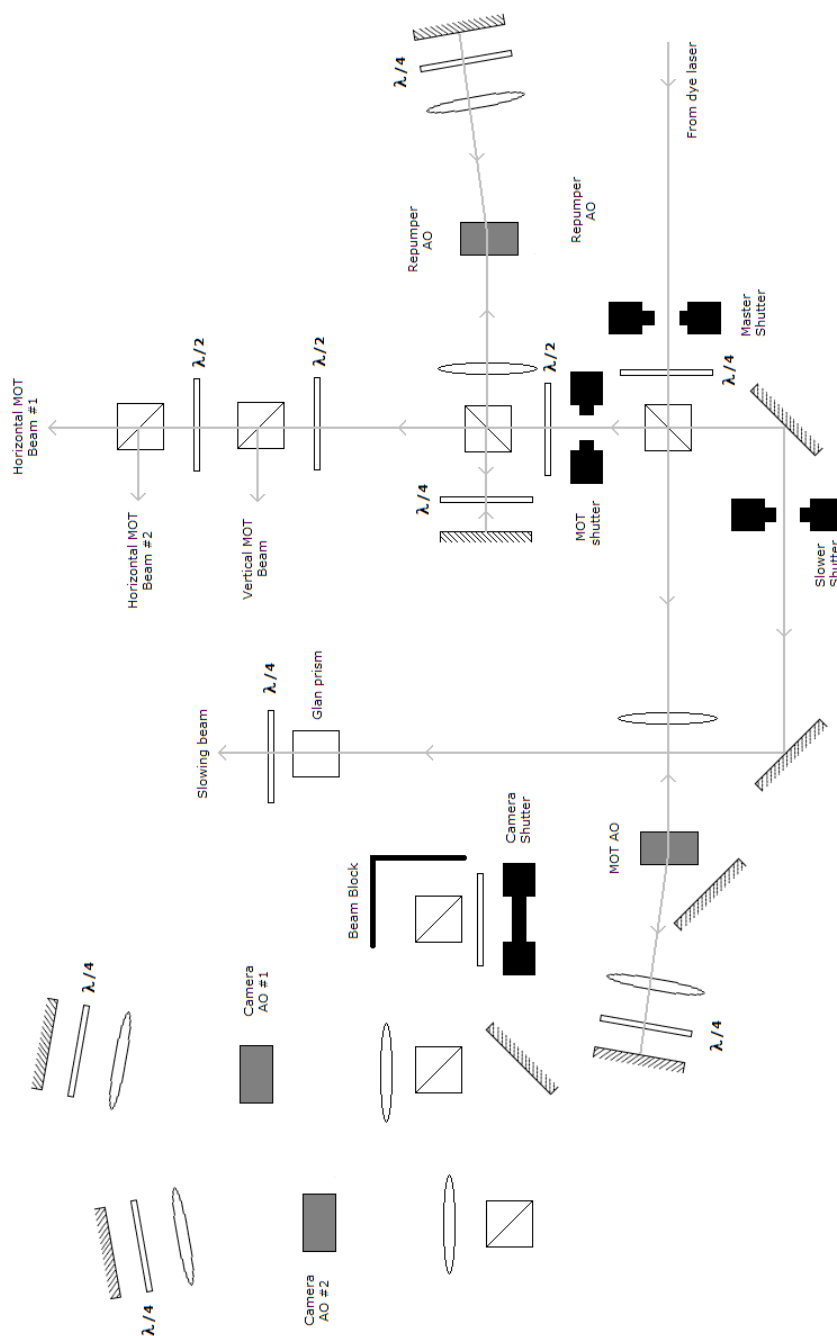 Horizontal MOT
Beam #1
λ/4
Horizontal MOT
Beam #2
λ/4
λ/2
Slowing beam
Camera
AO #1
Vertical MOT
Beam
λ/4
Camera
AO #2
Glan prism
λ/2
Beam Block
λ/4
Repumper
AO
λ/4
Camera
Shutter
λ/2
Repumper
AO
MOT
shutter
MOT AO
From dye laser
λ/4
λ/4
Master
Shutter
Slower
Shutter